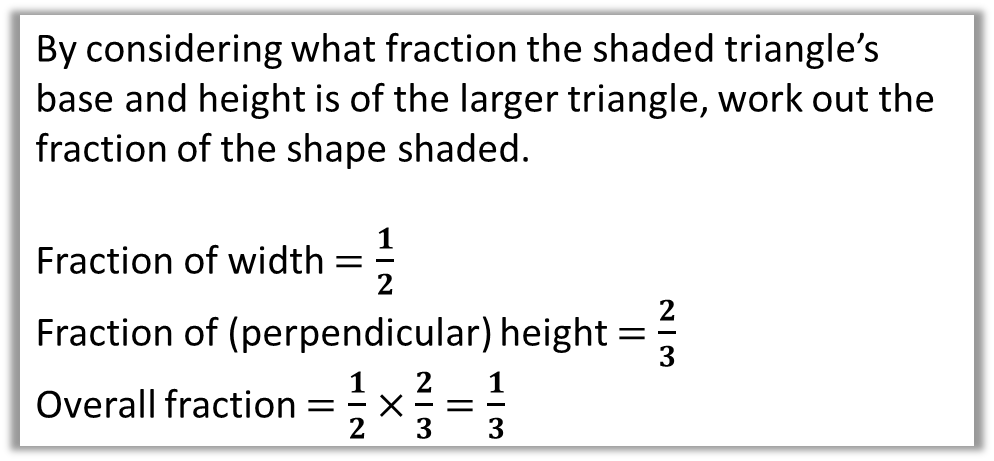 By considering what fraction the shaded triangle’s
base and height is of the larger triangle, work out the
fraction of the shape shaded.
Fraction of width = 1/2
Fraction of (perpendicular) height = 2/3
Overall fraction = 1/2 × 2/3 = 1/3